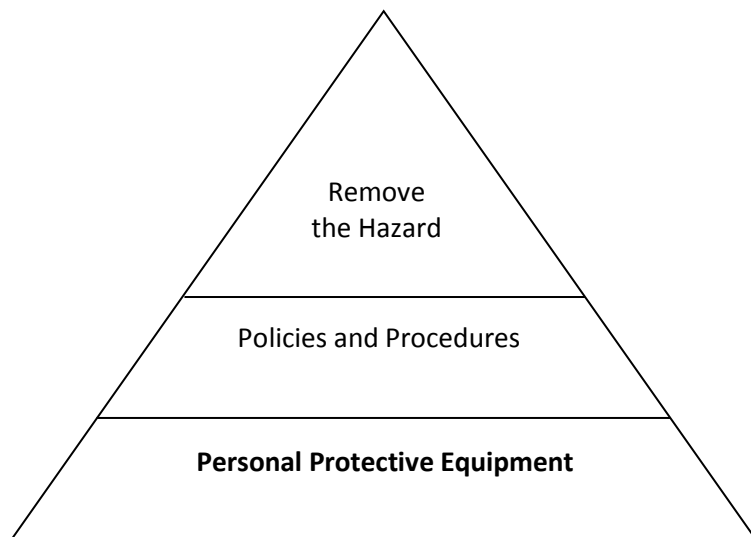 Remove
the Hazard
Policies and Procedures
Personal Protective Equipment